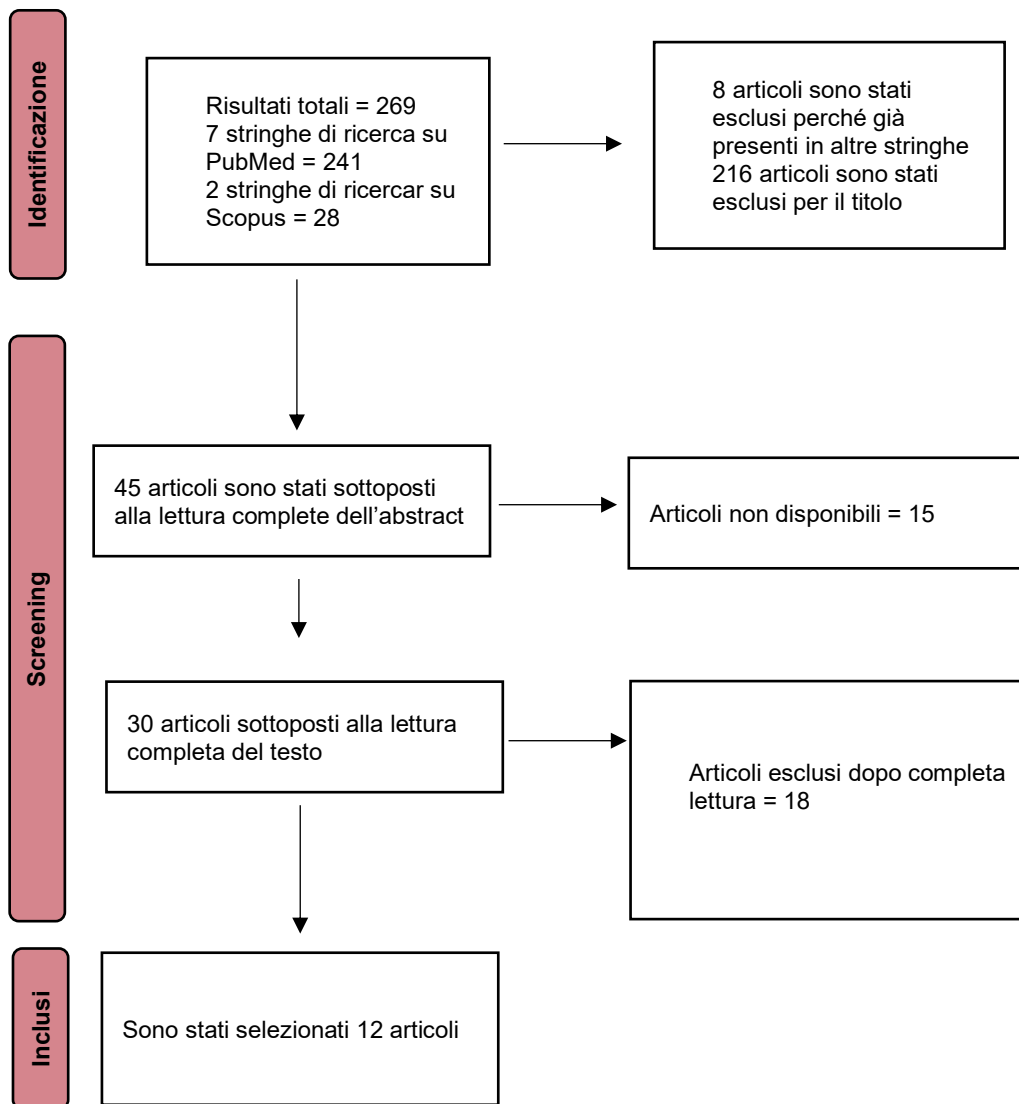 Identificazione
Risultati totali = 269
7 stringhe di ricerca su
PubMed = 241
2 stringhe di ricercar su
Scopus = 28
8 articoli sono stati
esclusi perché già
presenti in altre stringhe
216 articoli sono stati
esclusi per il titolo
Screening
45 articoli sono stati sottoposti
alla lettura complete dell’abstract
Articoli non disponibili = 15
30 articoli sottoposti alla lettura
completa del testo
Articoli esclusi dopo completa
lettura = 18
Inclusi
Sono stati selezionati 12 articoli